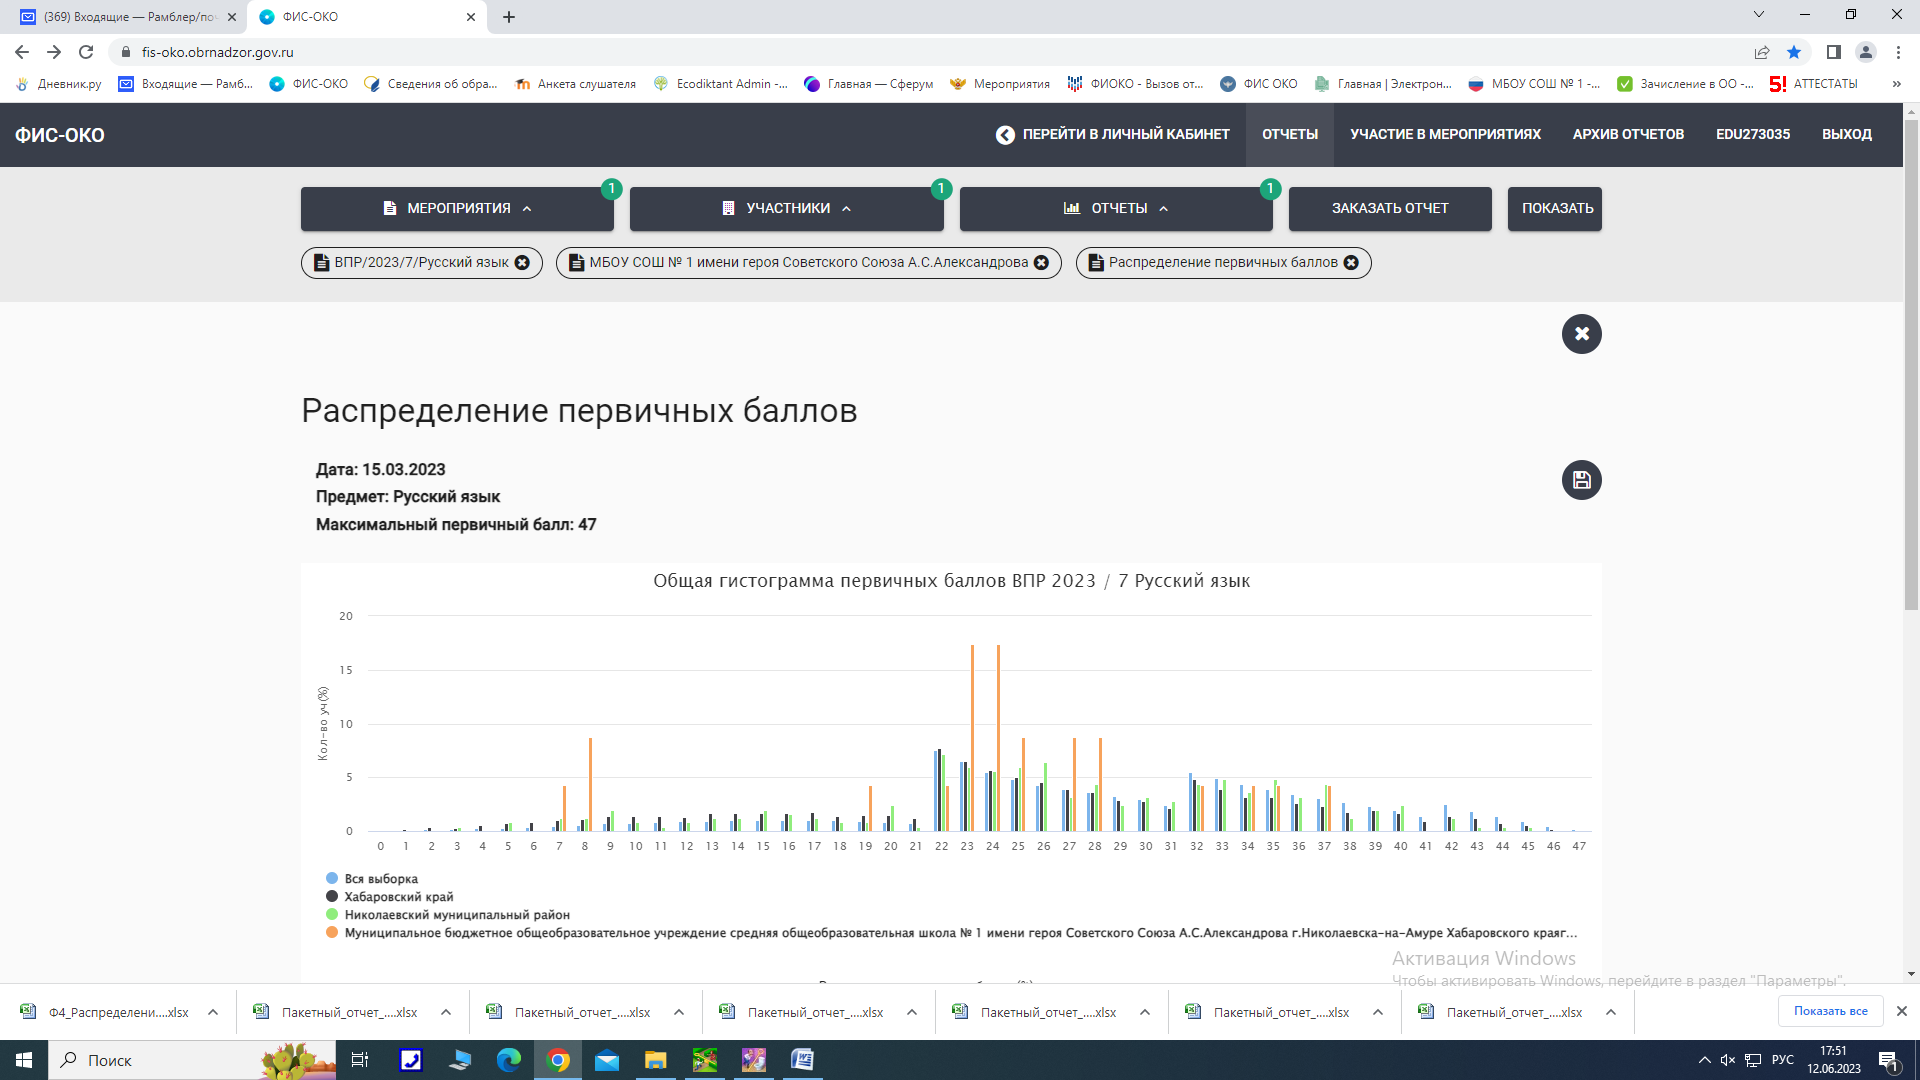 (369) Входящие — Рамблер/по
ФИС-ОКО
fis-oko.obrnadzor.gov.ru
Дневник.ру
Входящие — Рамб...
ФИС-ОКО
Сведения об обра...
Анкета слушателя
Ecodiktant Admin -...
Главная — Сферум
Мероприятия
ФИОКО - Вызов от...
ФИС ОКО
Главная | Электрон...
МБОУ СОШ № 1 -...
Зачисление в ОО -...
АТТЕСТАТЫ
ФИС-ОКО
ПЕРЕЙТИ В ЛИЧНЫЙ КАБИНЕТ
ОТЧЕТЫ
УЧАСТИЕ В МЕРОПРИЯТИЯХ
АРХИВ ОТЧЕТОВ
EDU273035
ВЫХОД
МЕРОПРИЯТИЯ
1
УЧАСТНИКИ
1
ОТЧЕТЫ
1
ЗАКАЗАТЬ ОТЧЕТ
ПОКАЗАТЬ
ВПР/2023/7/Русский язык
МБОУ СОШ № 1 имени героя Советского Союза А.С.Александрова
Распределение первичных баллов
Распределение первичных баллов
Дата: 15.03.2023
Предмет: Русский язык
Максимальный первичный балл: 47
Общая гистограмма первичных баллов ВПР 2023 / 7 Русский язык
Кол-во уч(%)
20
15
10
5
0
0 1 2 3 4 5 6 7 8 9 10 11 12 13 14 15 16 17 18 19 20 21 22 23 24 25 26 27 28 29 30 31 32 33 34 35 36 37 38 39 40 41 42 43 44 45 46 47
Вся выборка
Хабаровский край
Николаевский муниципальный район
Муниципальное бюджетное общеобразовательное учреждение средняя общеобразовательная школа № 1 имени героя Советского Союза А.С.Александрова г.Николаевска-на-Амуре Хабаровского краяг...
Активация Windows
Чтобы активировать Windows, перейдите в раздел "Параметры".
Ф4_Распределени....xlsx
Пакетный_отчет_....xlsx
Пакетный_отчет_....xlsx
Пакетный_отчет_....xlsx
Пакетный_отчет_....xlsx
Пакетный_отчет_....xlsx
Пакетный_отчет_....xlsx
Показать все
Поиск
РУС
17:51
12.06.2023
1